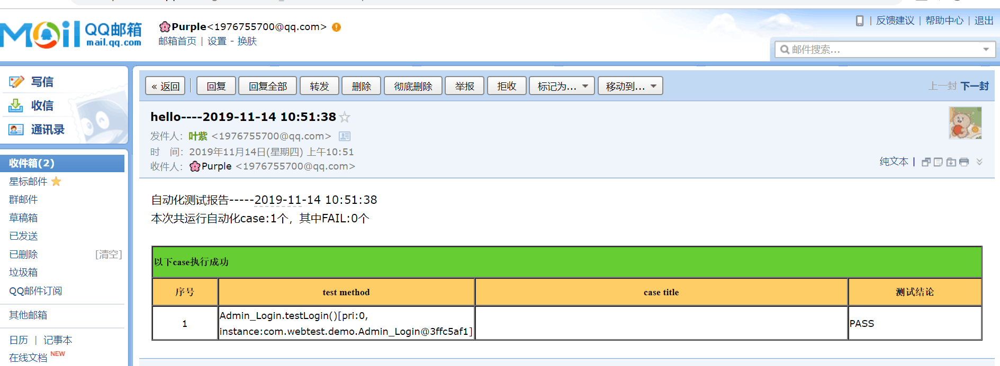 Mail QQ邮箱
mail.qq.com
Purple<1976755700@qq.com>
邮箱首页 | 设置 - 换肤
| 反馈建议 | 帮助中心 | 退出
邮件搜索...
写信
收信
通讯录
收件箱(2)
星标邮件
群邮件
草稿箱
已发送
已删除 [清空]
垃圾箱
QQ邮件订阅
其他邮箱
日历 | 记事本
在线文档 NEW
« 返回 回复 回复全部 转发 删除 彻底删除 举报 拒收 标记为... 移动到... 上一封 下一封
hello----2019-11-14 10:51:38
发件人：叶紫 <1976755700@qq.com>
时 间：2019年11月14日(星期四) 上午10:51
收件人：Purple <1976755700@qq.com>
纯文本 |
自动化测试报告-----2019-11-14 10:51:38
本次共运行自动化case:1个，其中FAIL:0个
以下case执行成功
序号 test method case title 测试结论
1 Admin_Login.testLogin()[pri:0, PASS
instance:com.webtest.demo.Admin_Login@3ffc5af1]